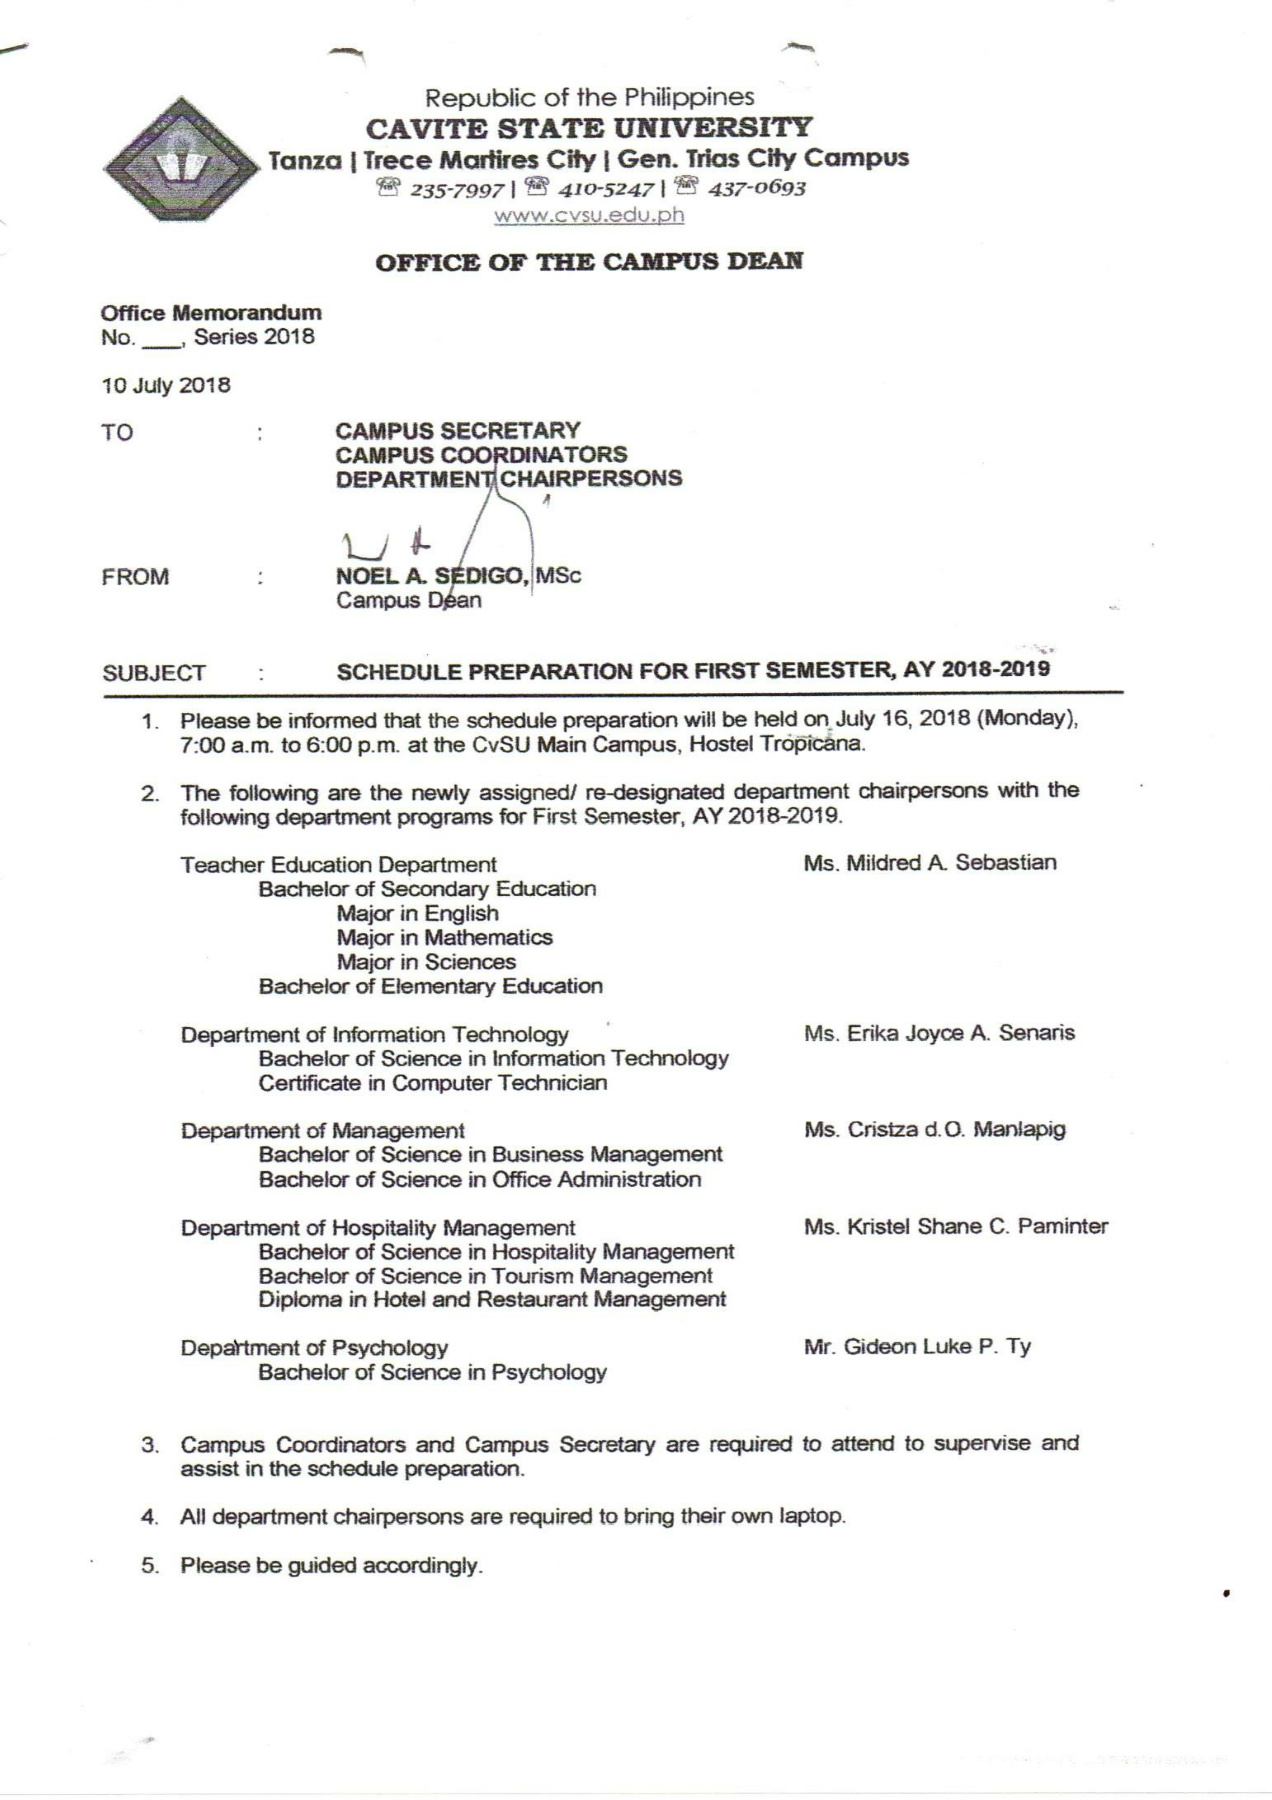 Republic of the Philippines
CAVITE STATE UNIVERSITY
Tanza | Trece Martires City | Gen. Trias City Campus
☏ 235-7997 | ☏ 410-5247 | ☏ 437-0693
www.cvsu.edu.ph
OFFICE OF THE CAMPUS DEAN
Office Memorandum
No. ___, Series 2018
10 July 2018
TO : CAMPUS SECRETARY
CAMPUS COORDINATORS
DEPARTMENT CHAIRPERSONS
FROM : NOEL A. SEDIGO, MSc
Campus Dean
SUBJECT : SCHEDULE PREPARATION FOR FIRST SEMESTER, AY 2018-2019
1. Please be informed that the schedule preparation will be held on July 16, 2018 (Monday),
7:00 a.m. to 6:00 p.m. at the CvSU Main Campus, Hostel Tropicana.
2. The following are the newly assigned/ re-designated department chairpersons with the
following department programs for First Semester, AY 2018-2019.
Teacher Education Department Ms. Mildred A. Sebastian
Bachelor of Secondary Education
Major in English
Major in Mathematics
Major in Sciences
Bachelor of Elementary Education
Department of Information Technology Ms. Erika Joyce A. Senaris
Bachelor of Science in Information Technology
Certificate in Computer Technician
Department of Management Ms. Cristza d.O. Manlapig
Bachelor of Science in Business Management
Bachelor of Science in Office Administration
Department of Hospitality Management Ms. Kristel Shane C. Paminter
Bachelor of Science in Hospitality Management
Bachelor of Science in Tourism Management
Diploma in Hotel and Restaurant Management
Department of Psychology Mr. Gideon Luke P. Ty
Bachelor of Science in Psychology
3. Campus Coordinators and Campus Secretary are required to attend to supervise and
assist in the schedule preparation.
4. All department chairpersons are required to bring their own laptop.
5. Please be guided accordingly.